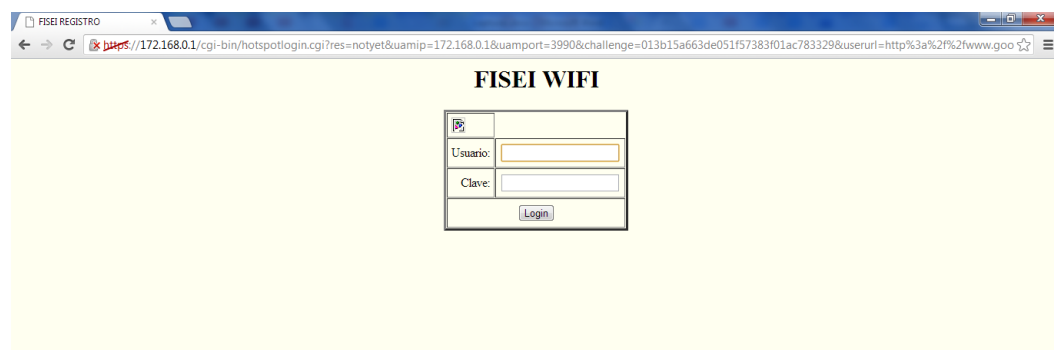 FISEI REGISTRO
https://172.168.0.1/cgi-bin/hotspotlogin.cgi?res=notyet&uamip=172.168.0.1&uamport=3990&challenge=013b15a663de051f57383f01ac783329&userurl=http%3a%2f%2fwww.goo
FISEI WIFI
Usuario:
Clave:
Login